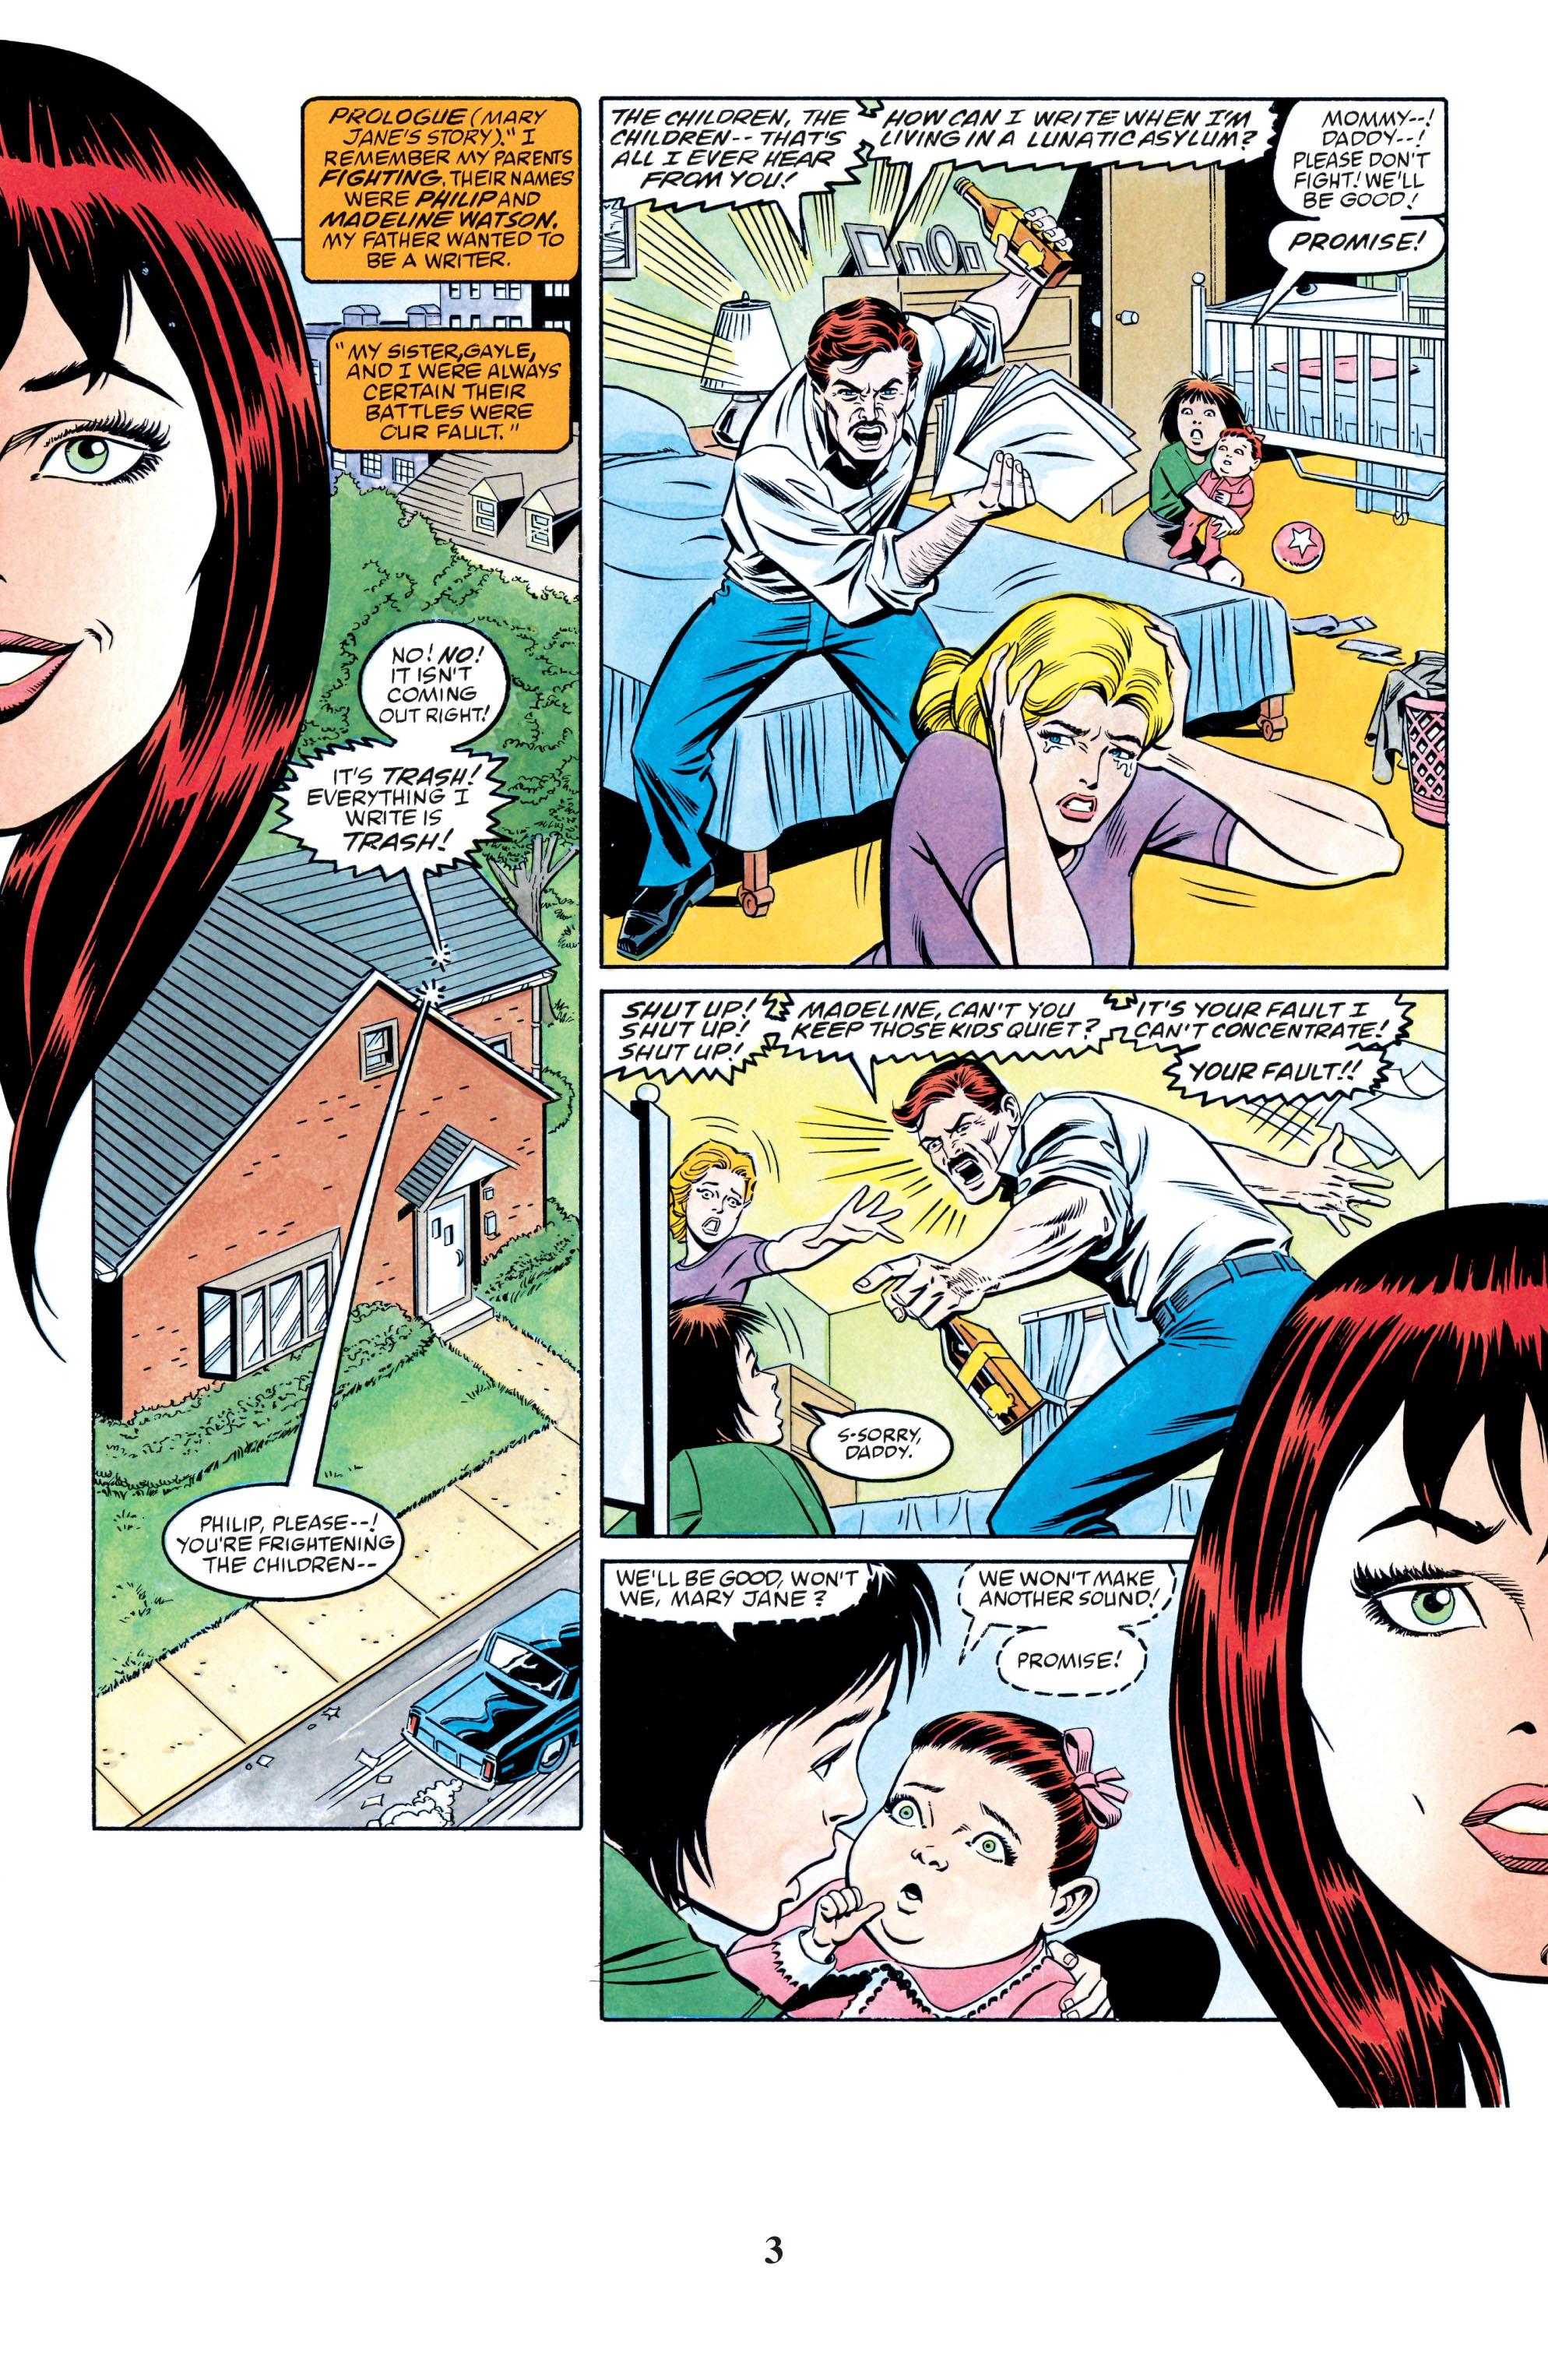 PROLOGUE (MARY
JANE'S STORY). "I
REMEMBER MY PARENTS
FIGHTING. THEIR NAMES
WERE PHILIP AND
MADELINE WATSON.
MY FATHER WANTED TO
BE A WRITER.
"MY SISTER, GAYLE,
AND I WERE ALWAYS
CERTAIN THEIR
BATTLES WERE
OUR FAULT."
NO! NO!
IT ISN'T
COMING
OUT RIGHT!
IT'S TRASH!
EVERYTHING I
WRITE IS
TRASH!
PHILIP, PLEASE--!
YOU'RE FRIGHTENING
THE CHILDREN--
THE CHILDREN, THE
CHILDREN-- THAT'S
ALL I EVER HEAR
FROM YOU!
HOW CAN I WRITE WHEN I'M
LIVING IN A LUNATIC ASYLUM?
MOMMY--!
DADDY--!
PLEASE DON'T
FIGHT! WE'LL
BE GOOD!
PROMISE!
SHUT UP!
SHUT UP!
SHUT UP!
MADELINE, CAN'T YOU
KEEP THOSE KIDS QUIET?
IT'S YOUR FAULT I
CAN'T CONCENTRATE!
YOUR FAULT!!
S-SORRY,
DADDY.
WE'LL BE GOOD, WON'T
WE, MARY JANE?
WE WON'T MAKE
ANOTHER SOUND!
PROMISE!
3